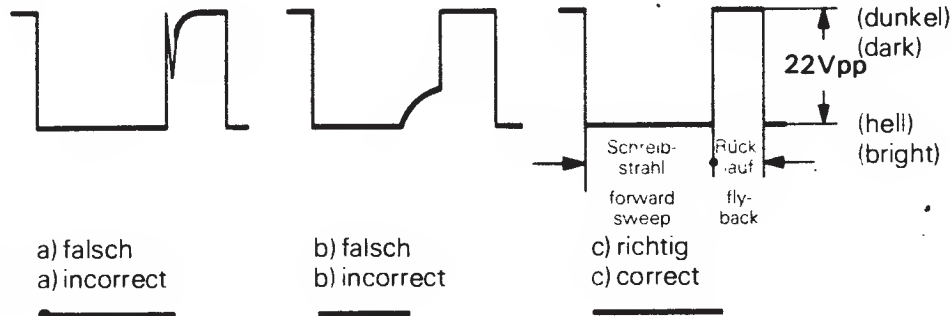 (dunkel)
(dark)
22Vpp
(hell)
(bright)
Schreib-
strahl
Rück
lauf
forward
sweep
fly-
back
a) falsch
a) incorrect
b) falsch
b) incorrect
c) richtig
c) correct